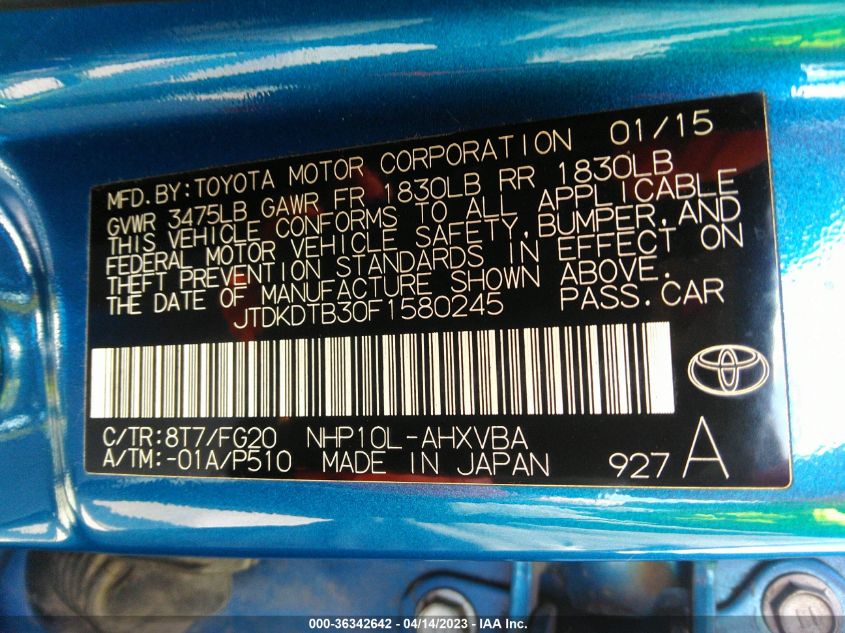 MFD. BY: TOYOTA MOTOR CORPORATION 01/15
GVWR 3475LB GAWR FR 1830LB RR 1830LB
THIS VEHICLE CONFORMS TO ALL APPLICABLE
FEDERAL MOTOR VEHICLE SAFETY, BUMPER, AND
THEFT PREVENTION STANDARDS IN EFFECT ON
THE DATE OF MANUFACTURE SHOWN ABOVE.
JTDKDTB30F1580245 PASS. CAR
C/TR: 8T7/FG20 NHP10L-AHXVBA
A/TM: -01A/P510 MADE IN JAPAN 927 A
000-36342642 - 04/14/2023 - IAA Inc.